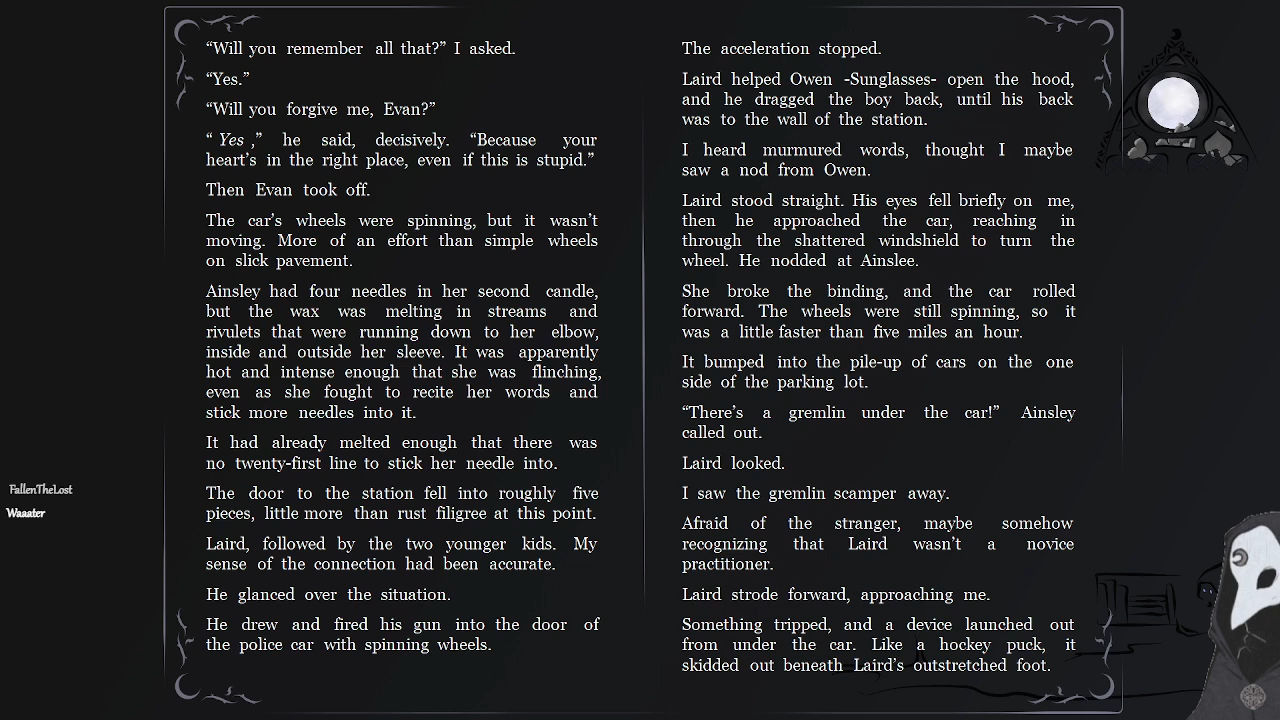 “Will you remember all that?” I asked.
“Yes.”
“Will you forgive me, Evan?”
“ Yes ,” he said, decisively. “Because your
heart’s in the right place, even if this is stupid.”
Then Evan took off.
The car’s wheels were spinning, but it wasn’t
moving. More of an effort than simple wheels
on slick pavement.
Ainsley had four needles in her second candle,
but the wax was melting in streams and
rivulets that were running down to her elbow,
inside and outside her sleeve. It was apparently
hot and intense enough that she was flinching,
even as she fought to recite her words and
stick more needles into it.
It had already melted enough that there was
no twenty-first line to stick her needle into.
The door to the station fell into roughly five
pieces, little more than rust filigree at this point.
Laird, followed by the two younger kids. My
sense of the connection had been accurate.
He glanced over the situation.
He drew and fired his gun into the door of
the police car with spinning wheels.
The acceleration stopped.
Laird helped Owen -Sunglasses- open the hood,
and he dragged the boy back, until his back
was to the wall of the station.
I heard murmured words, thought I maybe
saw a nod from Owen.
Laird stood straight. His eyes fell briefly on me,
then he approached the car, reaching in
through the shattered windshield to turn the
wheel. He nodded at Ainslee.
She broke the binding, and the car rolled
forward. The wheels were still spinning, so it
was a little faster than five miles an hour.
It bumped into the pile-up of cars on the one
side of the parking lot.
“There’s a gremlin under the car!” Ainsley
called out.
Laird looked.
I saw the gremlin scamper away.
Afraid of the stranger, maybe somehow
recognizing that Laird wasn’t a novice
practitioner.
Laird strode forward, approaching me.
Something tripped, and a device launched out
from under the car. Like a hockey puck, it
skidded out beneath Laird’s outstretched foot.
FallenTheLost
Waaater